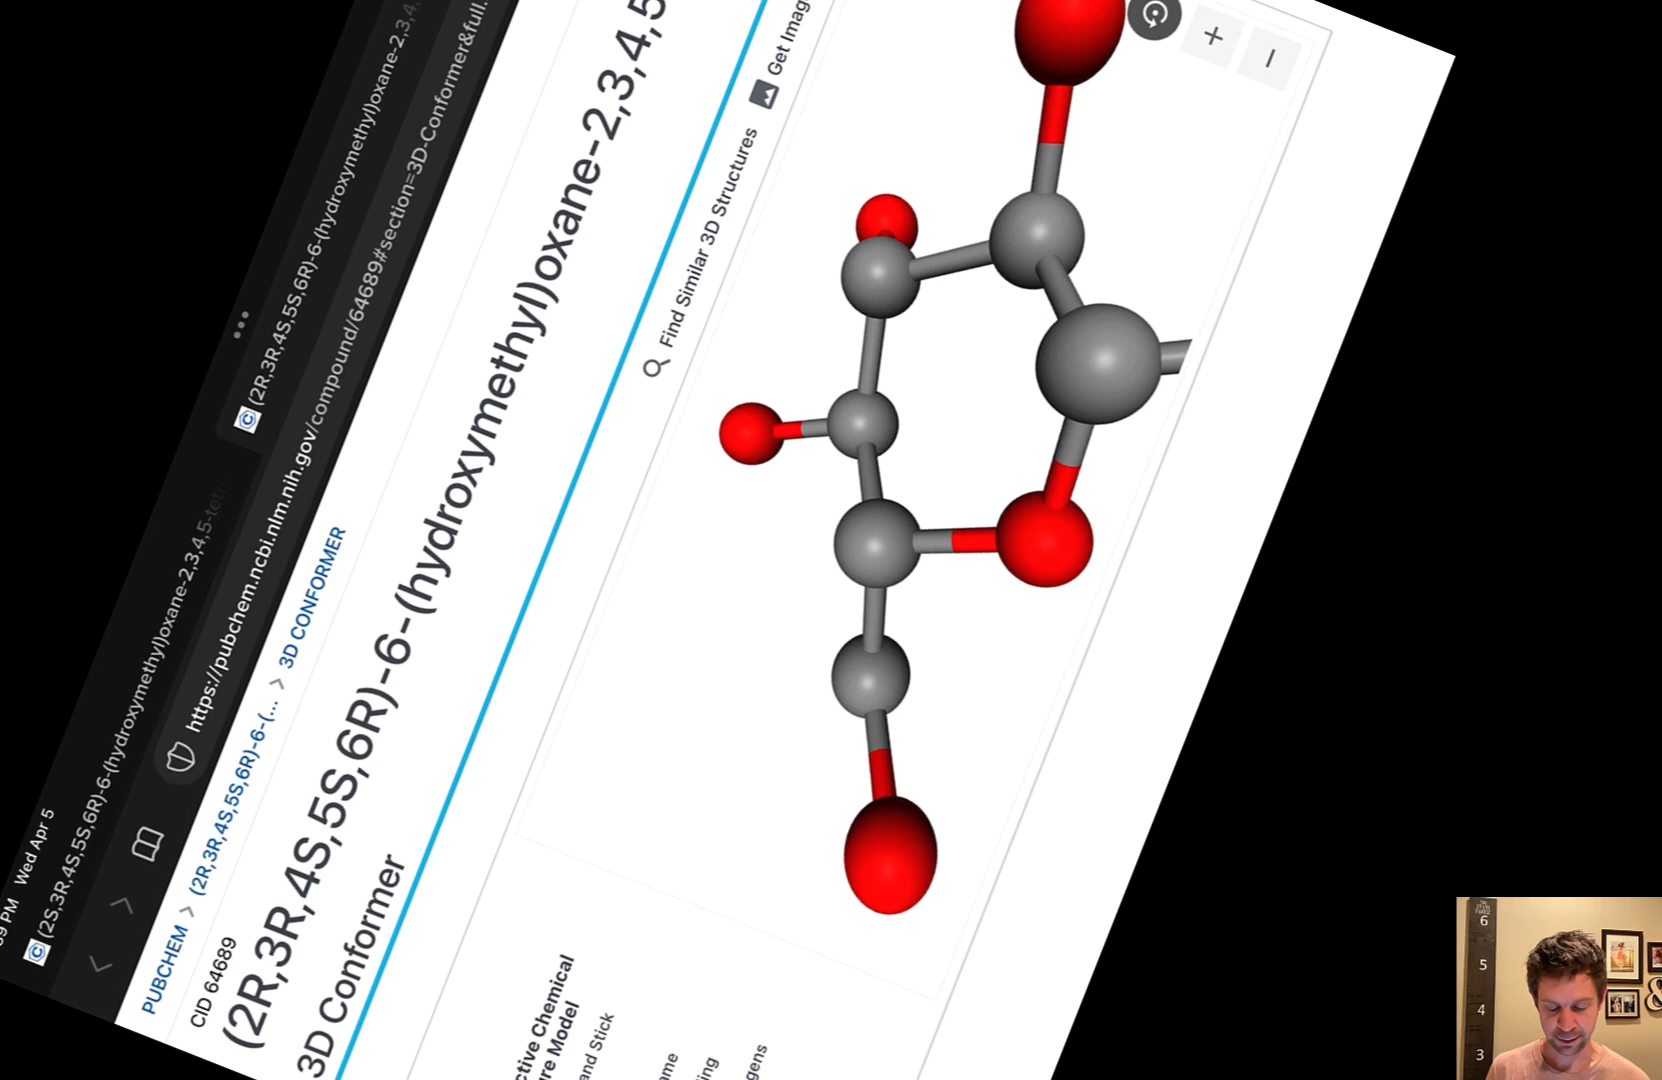 39 PM Wed Apr 5
(2S,3R,4S,5S,6R)-6-(hydroxymethyl)oxane-2,3,4,5-tetr
(2R,3R,4S,5S,6R)-6-(hydroxymethyl)oxane-2,3,4,
https://pubchem.ncbi.nlm.nih.gov/compound/64689#section=3D-Conformer&full.
PUBCHEM > (2R,3R,4S,5S,6R)-6-(... > 3D CONFORMER
CID 64689
(2R,3R,4S,5S,6R)-6-(hydroxymethyl)oxane-2,3,4,5
3D Conformer
Find Similar 3D Structures
Get Imag
+
−
ctive Chemical
re Model
and Stick
ame
ing
gens
6
5
4
3
&